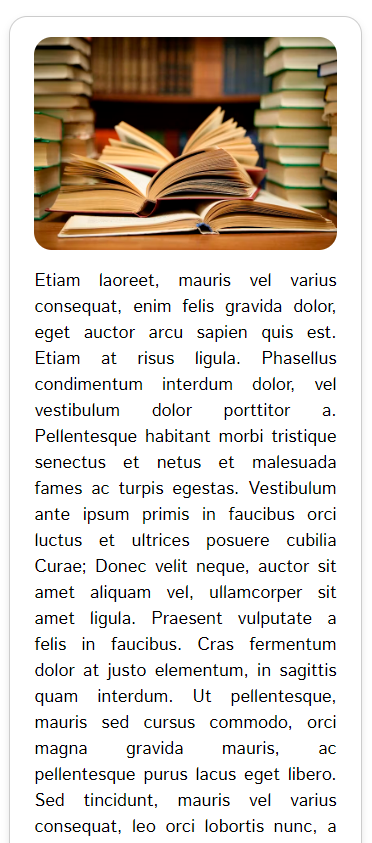 Etiam laoreet, mauris vel varius
consequat, enim felis gravida dolor,
eget auctor arcu sapien quis est.
Etiam at risus ligula. Phasellus
condimentum interdum dolor, vel
vestibulum dolor porttitor a.
Pellentesque habitant morbi tristique
senectus et netus et malesuada
fames ac turpis egestas. Vestibulum
ante ipsum primis in faucibus orci
luctus et ultrices posuere cubilia
Curae; Donec velit neque, auctor sit
amet aliquam vel, ullamcorper sit
amet ligula. Praesent vulputate a
felis in faucibus. Cras fermentum
dolor at justo elementum, in sagittis
quam interdum. Ut pellentesque,
mauris sed cursus commodo, orci
magna gravida mauris, ac
pellentesque purus lacus eget libero.
Sed tincidunt, mauris vel varius
consequat, leo orci lobortis nunc, a